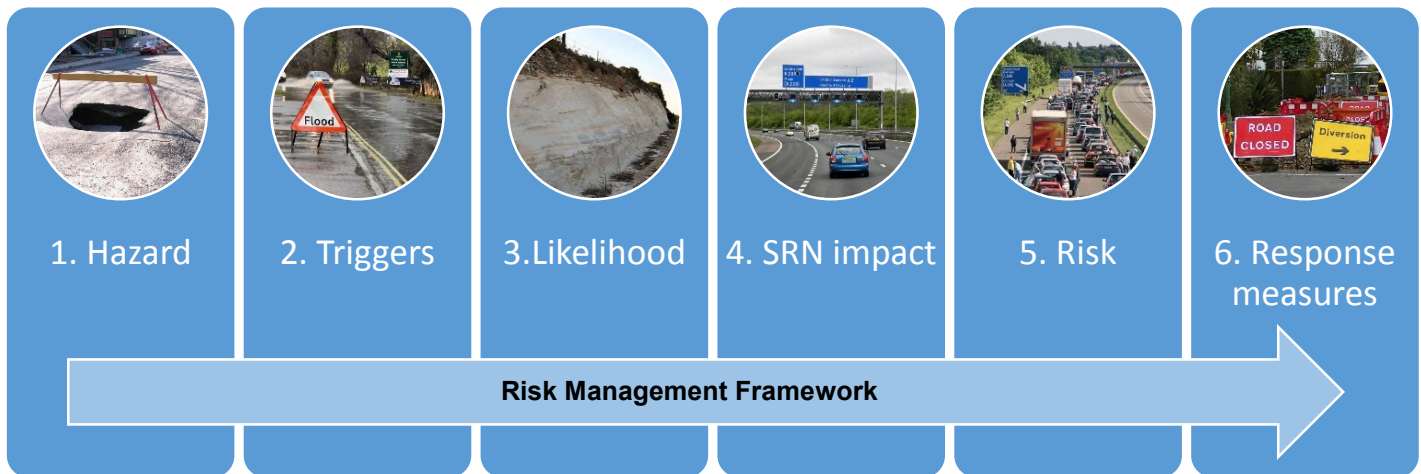 Flood
ROAD
CLOSED
Diversion
1. Hazard
2. Triggers
3.Likelihood
4. SRN impact
5. Risk
6. Response
measures
Risk Management Framework